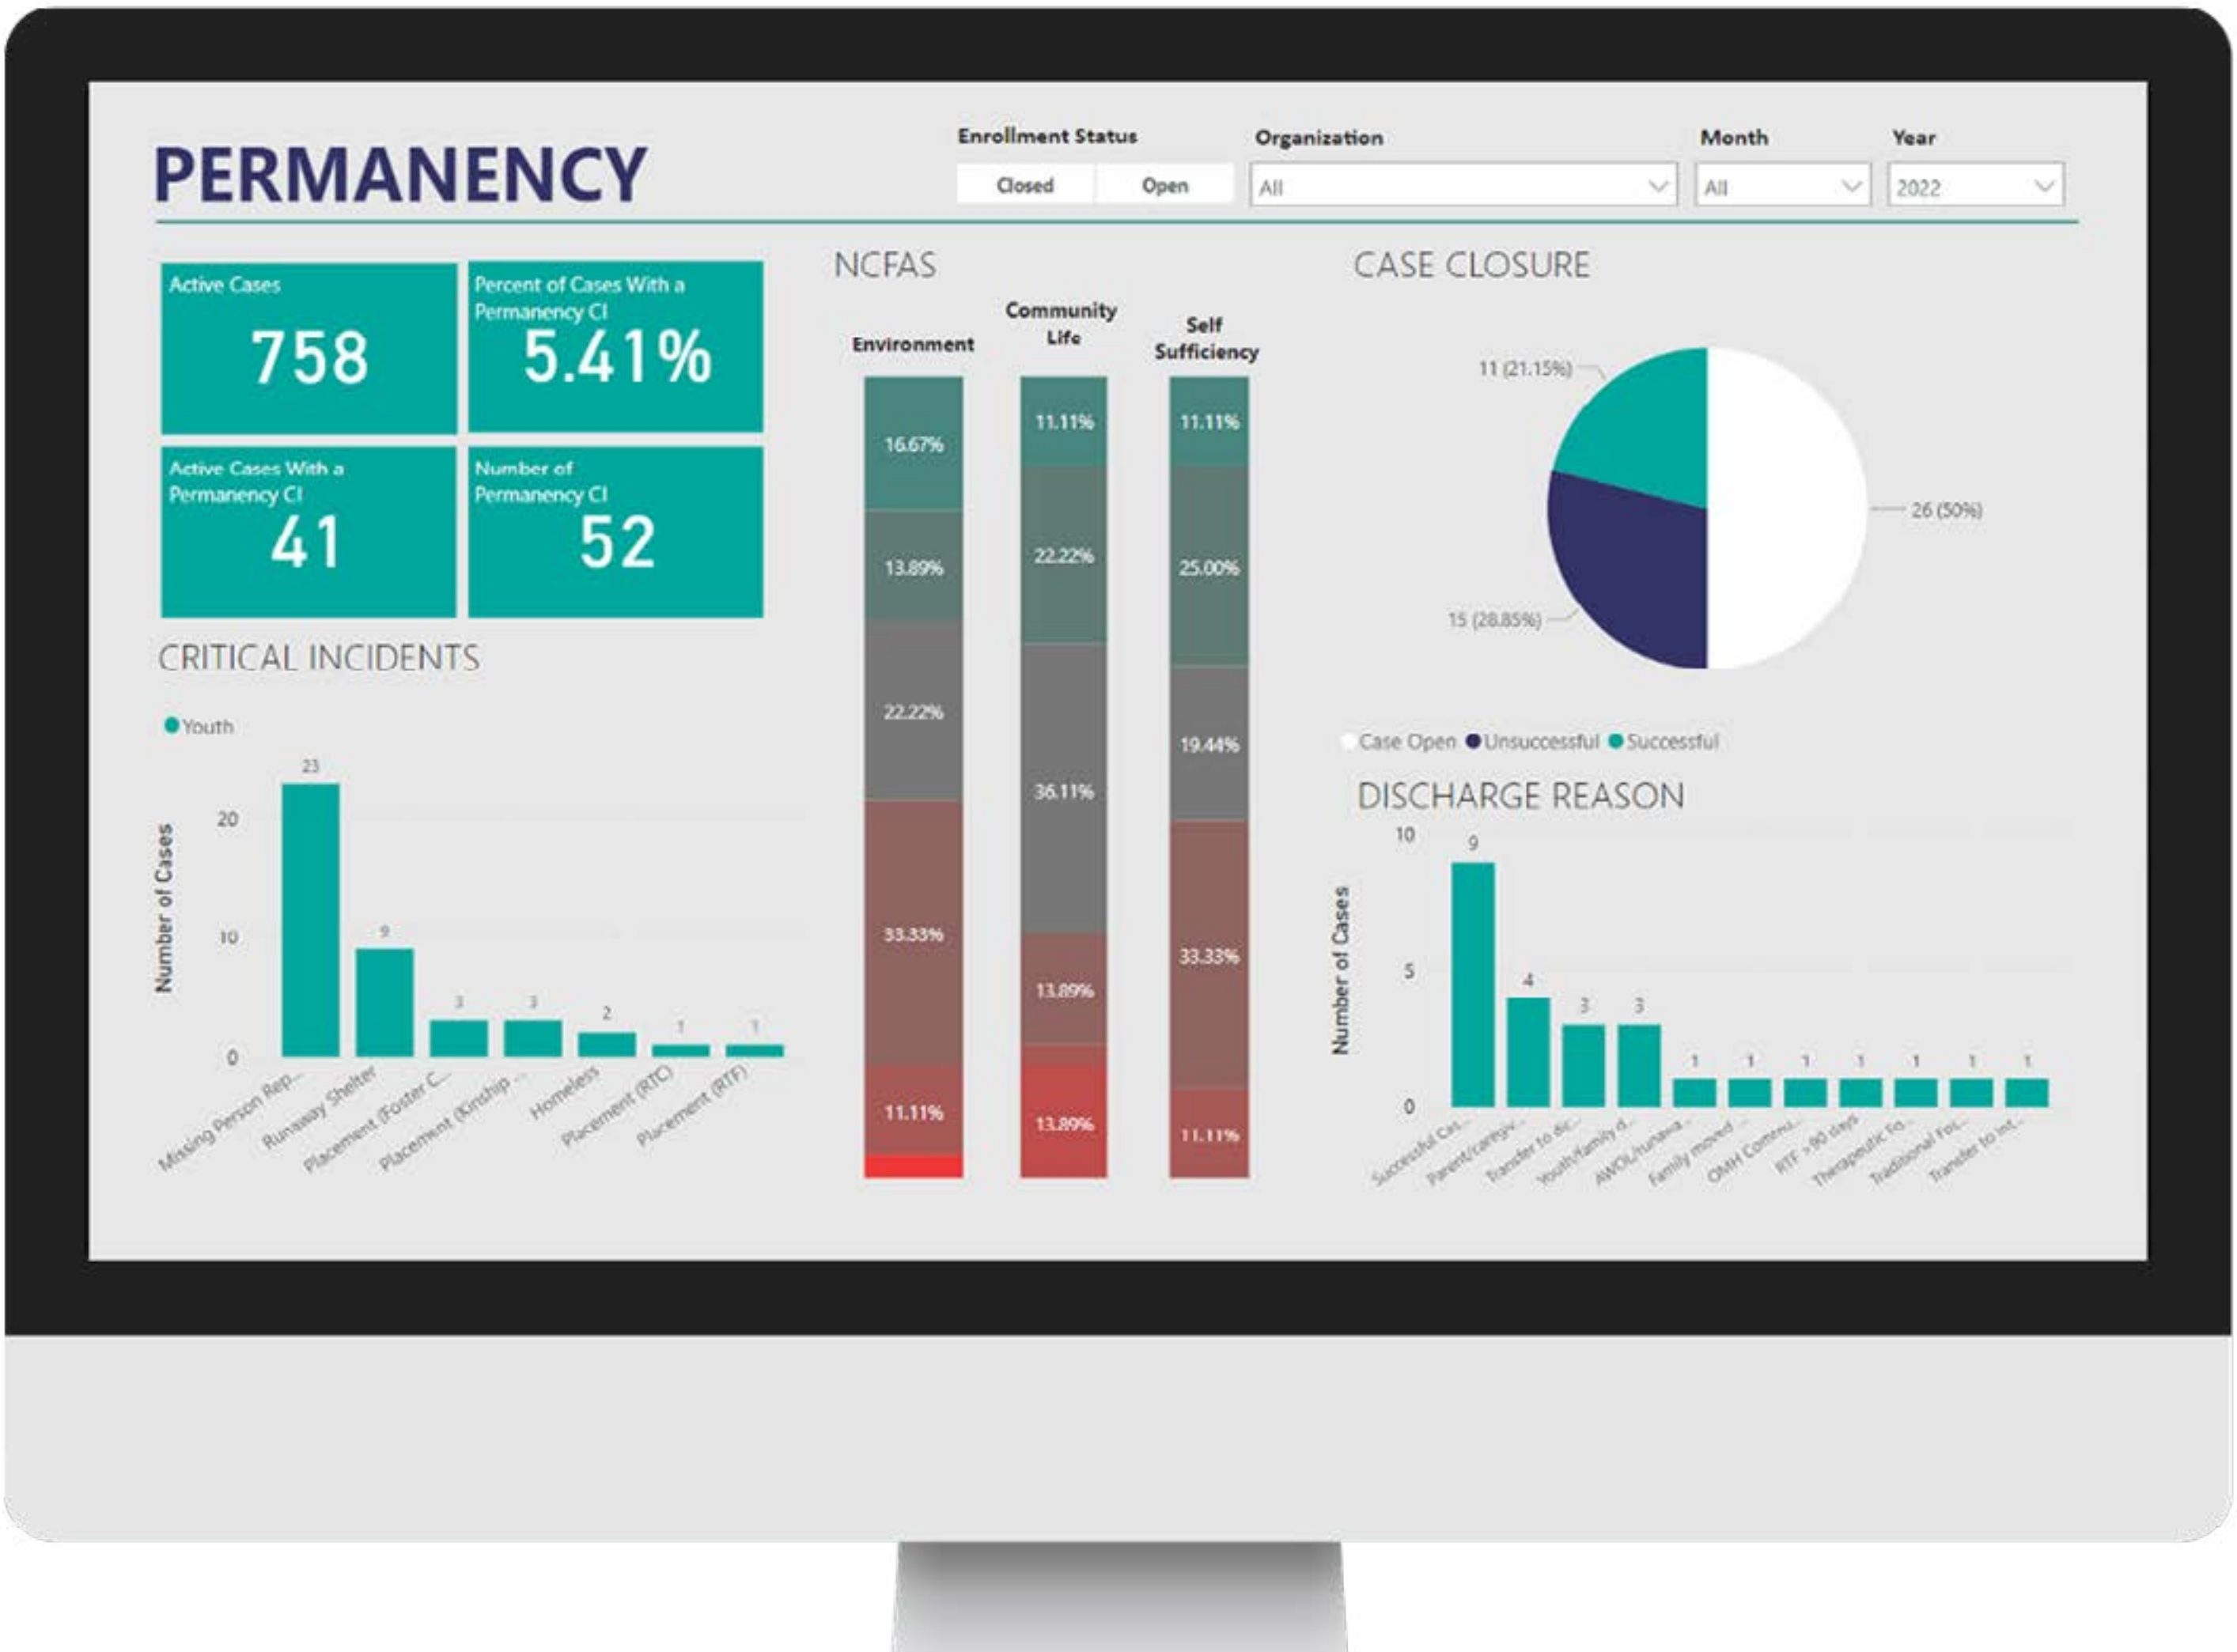 PERMANENCY
Enrollment Status
Closed
Open
Organization
All
Month
All
Year
2022
Active Cases
758
Percent of Cases With a
Permanency CI
5.41%
Active Cases With a
Permanency CI
41
Number of
Permanency CI
52
CRITICAL INCIDENTS
Youth
Number of Cases
20
10
0
23
9
3
3
2
1
1
Missing Person Rep...
Runaway Shelter
Placement (Foster C...
Placement (Kinship ...
Homeless
Placement (RTC)
Placement (RTF)
NCFAS
Environment
16.67%
13.89%
22.22%
33.33%
11.11%
Community
Life
11.11%
22.22%
36.11%
13.89%
13.89%
Self
Sufficiency
11.11%
25.00%
19.44%
33.33%
11.11%
CASE CLOSURE
11 (21.15%)
26 (50%)
15 (28.85%)
Case Open
Unsuccessful
Successful
DISCHARGE REASON
Number of Cases
10
5
0
9
4
3
3
1
1
1
1
1
1
1
Successful Cas...
Parent/caregiv...
Transfer to dic...
Youth/family d...
AWOL/runawa...
Family moved ...
OMH Commu...
RTF > 90 days
Therapeutic Fo...
Traditional Fos...
Transfer to int...